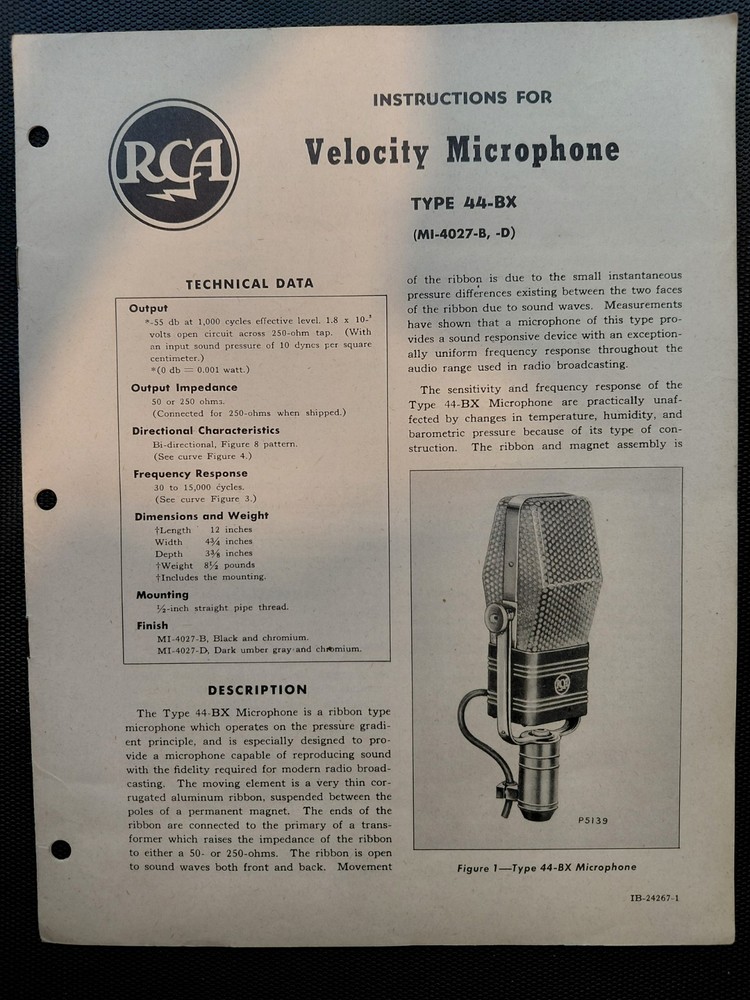 RCA
INSTRUCTIONS FOR
Velocity Microphone
TYPE 44-BX
(MI-4027-B, -D)
TECHNICAL DATA
Output
*-55 db at 1,000 cycles effective level. 1.8 x 10-³
volts open circuit across 250-ohm tap. (With
an input sound pressure of 10 dyncs per square
centimeter.)
*(0 db = 0.001 watt.)
Output Impedance
50 or 250 ohms.
(Connected for 250-ohms when shipped.)
Directional Characteristics
Bi-directional, Figure 8 pattern.
(See curve Figure 4.)
Frequency Response
30 to 15,000 cycles.
(See curve Figure 3.)
Dimensions and Weight
†Length 12 inches
Width 4¾ inches
Depth 3⅜ inches
†Weight 8½ pounds
†Includes the mounting.
Mounting
½-inch straight pipe thread.
Finish
MI-4027-B, Black and chromium.
MI-4027-D, Dark umber gray and chromium.
DESCRIPTION
The Type 44-BX Microphone is a ribbon type
microphone which operates on the pressure gradi-
ent principle, and is especially designed to pro-
vide a microphone capable of reproducing sound
with the fidelity required for modern radio broad-
casting. The moving element is a very thin cor-
rugated aluminum ribbon, suspended between the
poles of a permanent magnet. The ends of the
ribbon are connected to the primary of a trans-
former which raises the impedance of the ribbon
to either a 50- or 250-ohms. The ribbon is open
to sound waves both front and back. Movement
of the ribbon is due to the small instantaneous
pressure differences existing between the two faces
of the ribbon due to sound waves. Measurements
have shown that a microphone of this type pro-
vides a sound responsive device with an exception-
ally uniform frequency response throughout the
audio range used in radio broadcasting.
The sensitivity and frequency response of the
Type 44-BX Microphone are practically unaf-
fected by changes in temperature, humidity, and
barometric pressure because of its type of con-
struction. The ribbon and magnet assembly is
RCA
P5139
Figure 1—Type 44-BX Microphone
IB-24267-1